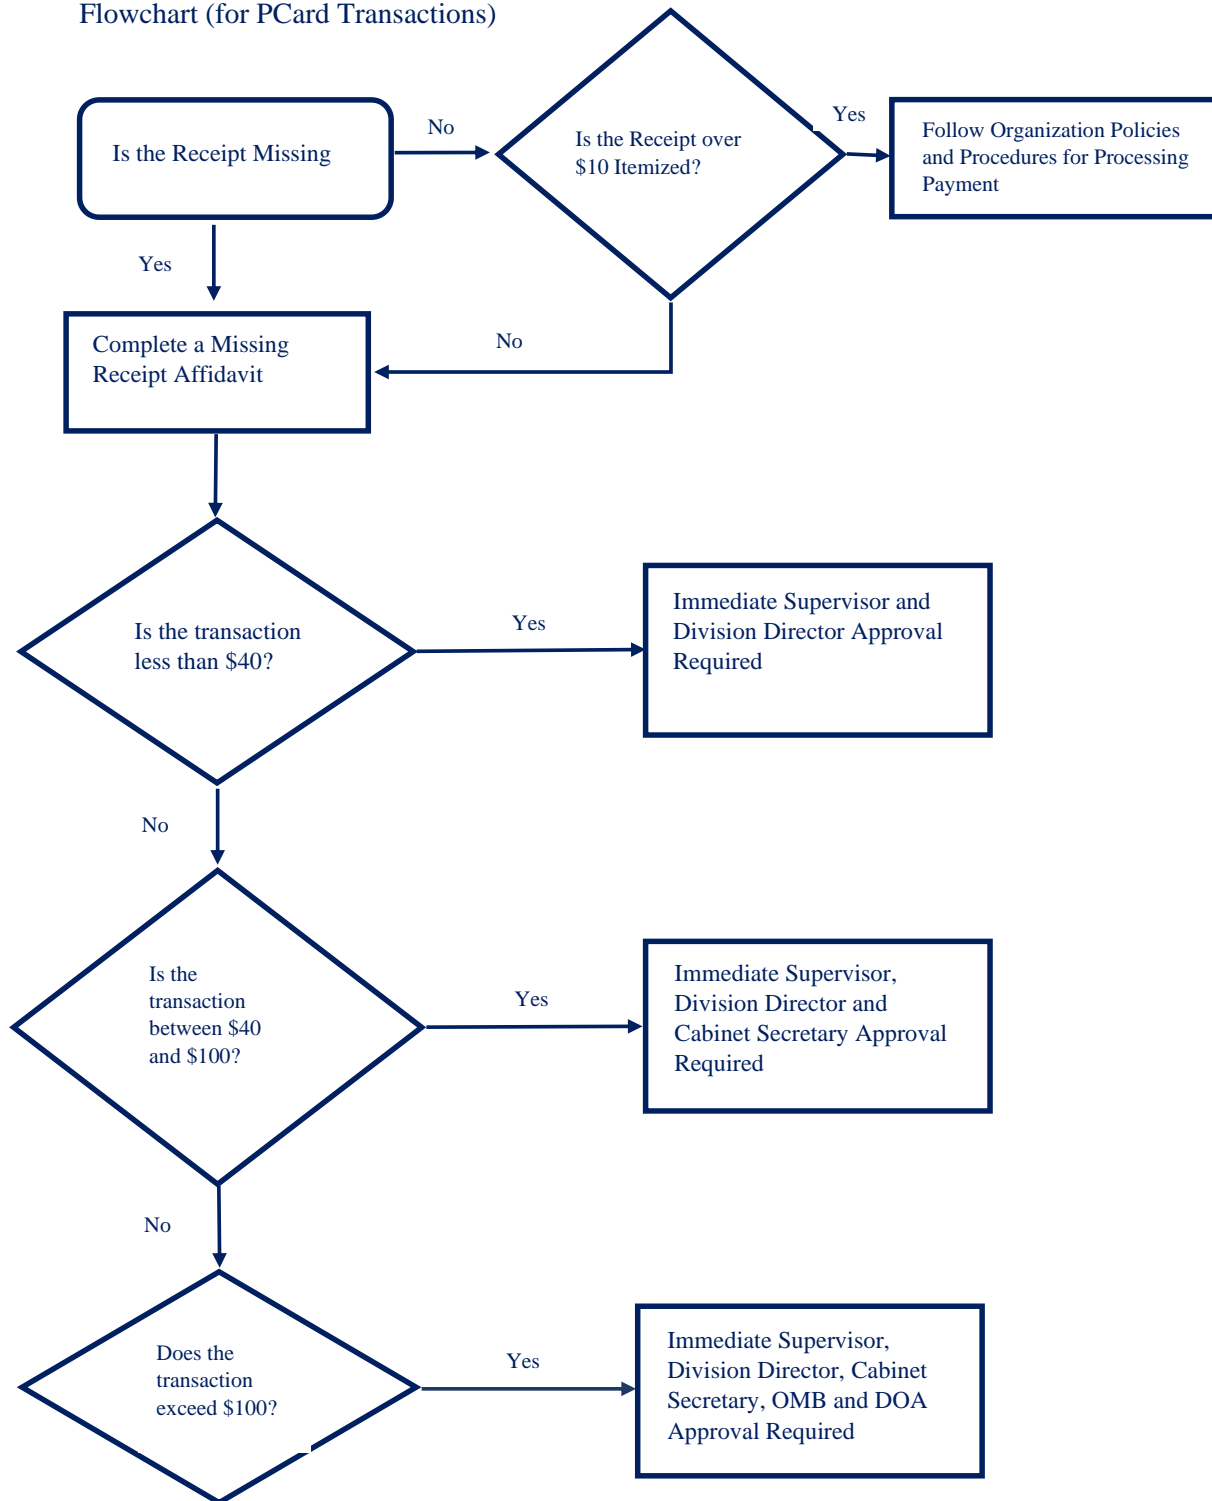 Flowchart (for PCard Transactions)
Is the Receipt Missing
No
Is the Receipt over
$10 Itemized?
Yes
Follow Organization Policies
and Procedures for Processing
Payment
Yes
Complete a Missing
Receipt Affidavit
No
Is the transaction
less than $40?
Yes
Immediate Supervisor and
Division Director Approval
Required
No
Is the
transaction
between $40
and $100?
Yes
Immediate Supervisor,
Division Director and
Cabinet Secretary Approval
Required
No
Does the
transaction
exceed $100?
Yes
Immediate Supervisor,
Division Director, Cabinet
Secretary, OMB and DOA
Approval Required